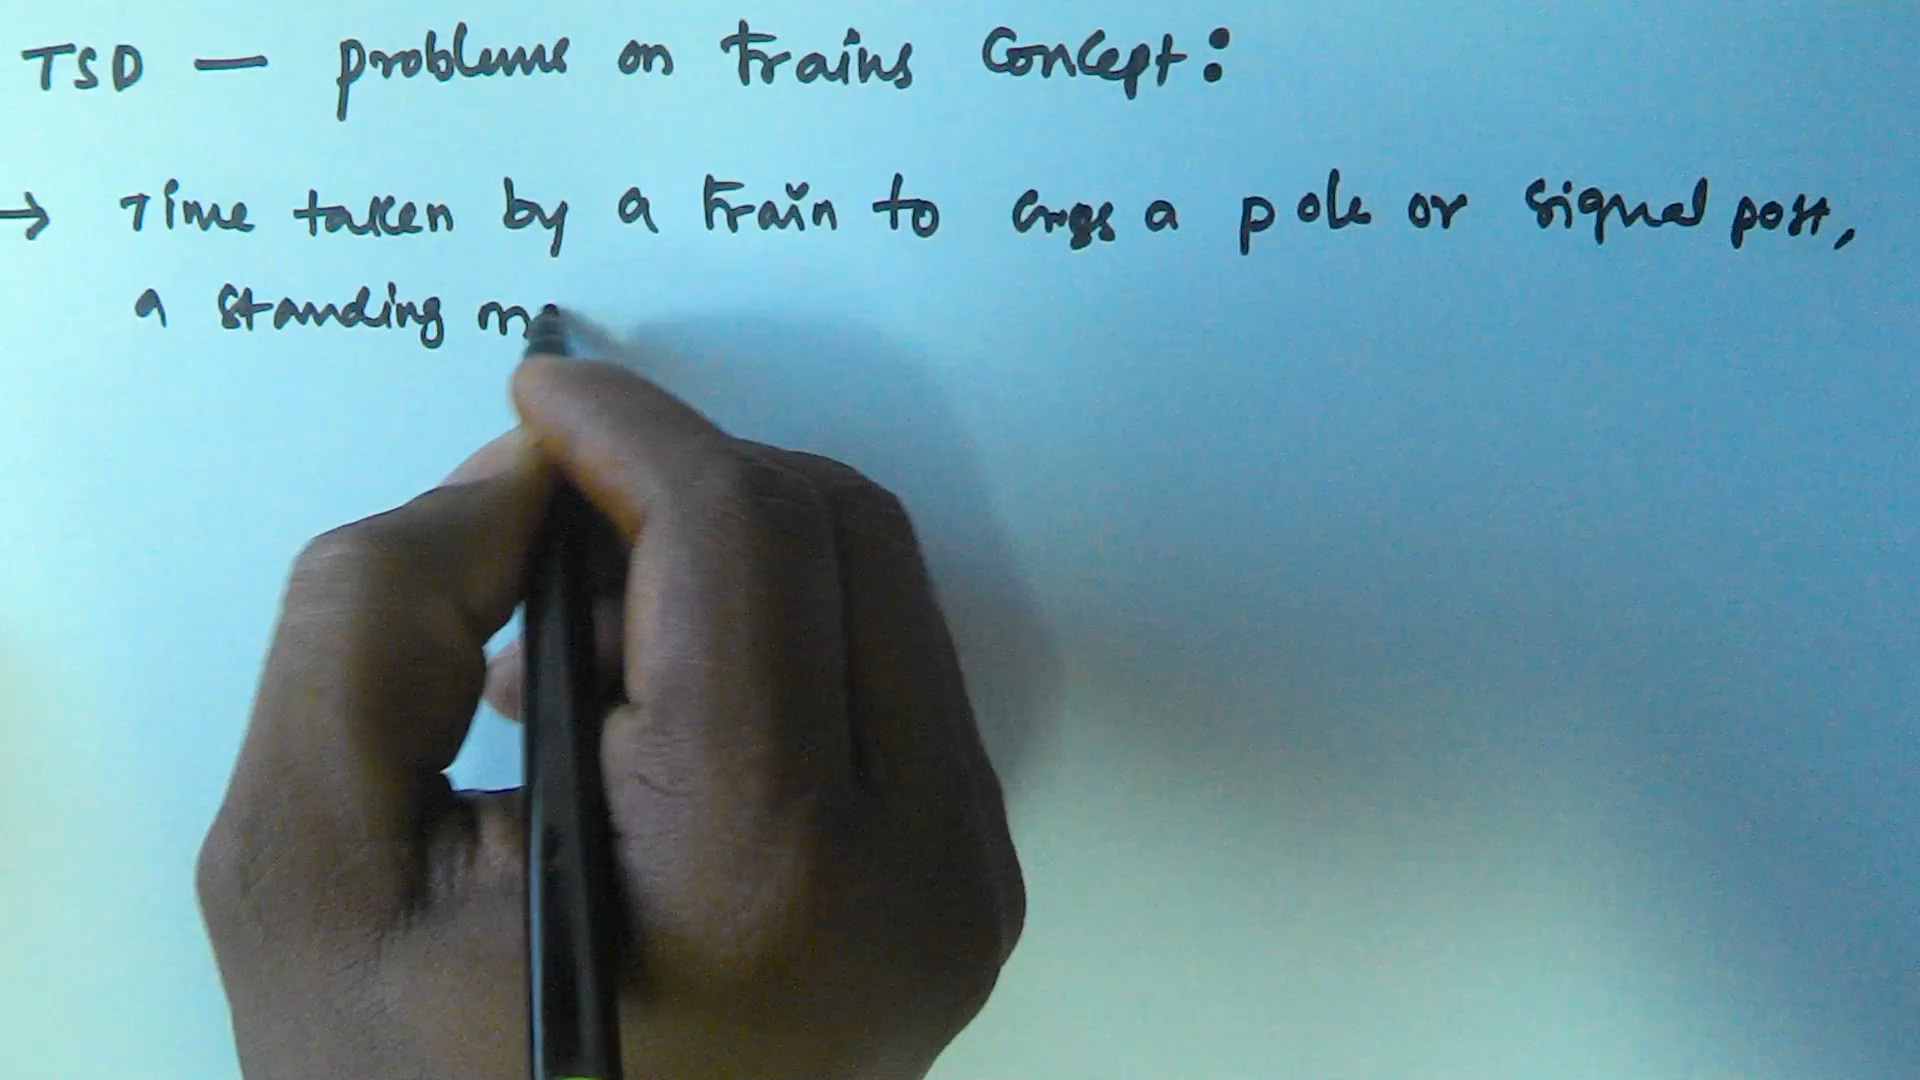 TSD — problems on trains concept:
→ Time taken by a train to cross a pole or signal post,
a standing